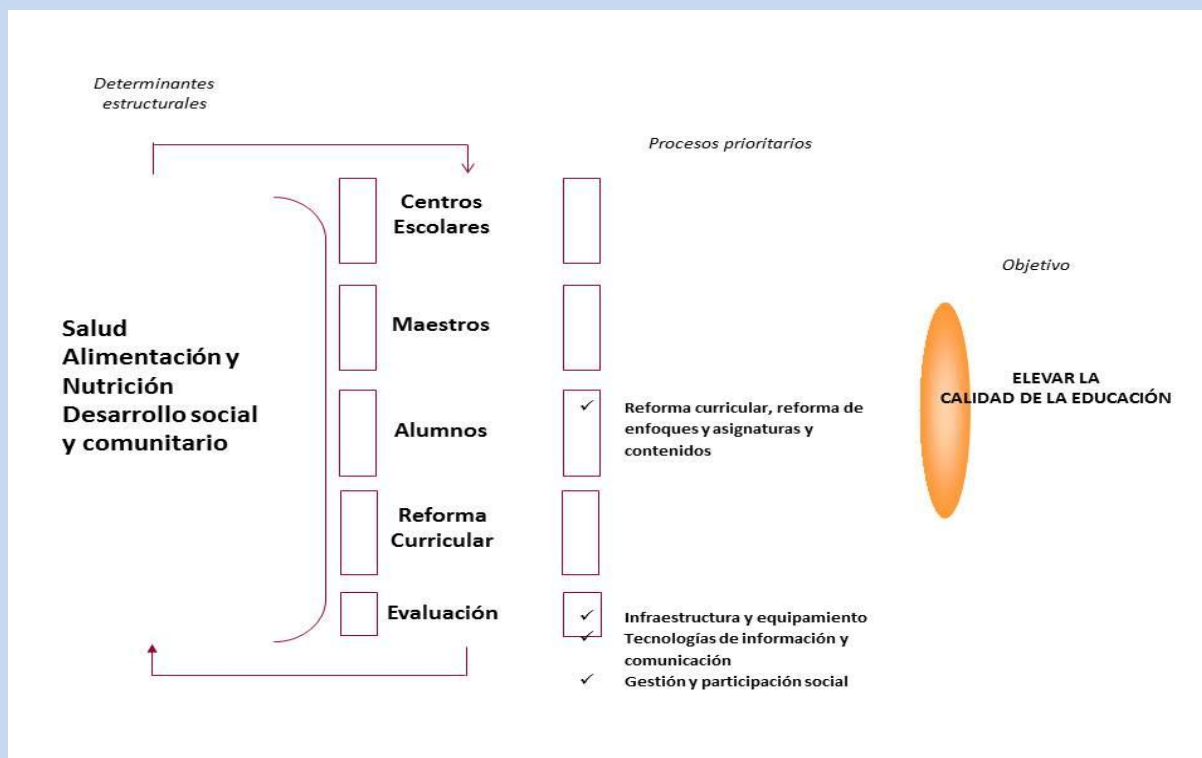 Determinantes
estructurales
Procesos prioritarios
Centros
Escolares
Objetivo
Maestros
Salud
Alimentación y
Nutrición
Desarrollo social
y comunitario
ELEVAR LA
CALIDAD DE LA EDUCACIÓN
Alumnos
Reforma curricular, reforma de
enfoques y asignaturas y
contenidos
Reforma
Curricular
Evaluación
Infraestructura y equipamiento
Tecnologías de información y
comunicación
Gestión y participación social